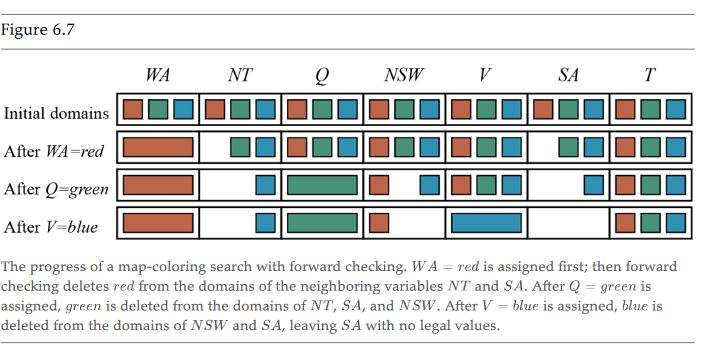 Figure 6.7
WA NT Q NSW V SA T
Initial domains
After WA=red
After Q=green
After V=blue
The progress of a map-coloring search with forward checking. WA = red is assigned first; then forward
checking deletes red from the domains of the neighboring variables NT and SA. After Q = green is
assigned, green is deleted from the domains of NT, SA, and NSW. After V = blue is assigned, blue is
deleted from the domains of NSW and SA, leaving SA with no legal values.